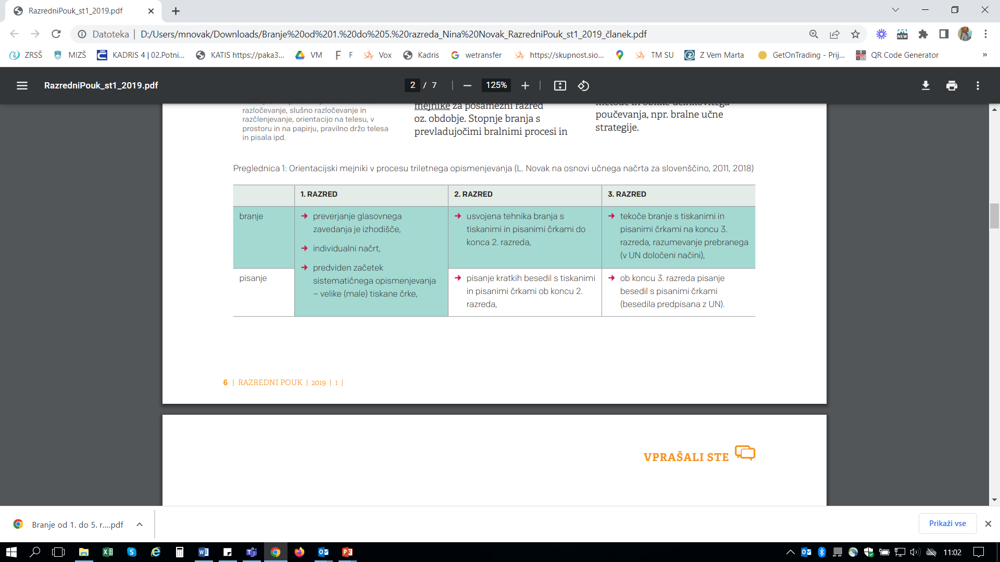 RazredniPouk_st1_2019.pdf
Datoteka | D:/Users/mnovak/Downloads/Branje%20od%201.%20do%205.%20razreda_Nina%20Novak_RazredniPouk_st1_2019_članek.pdf
NEW
ZRSŠ MIZŠ KADRIS 4 | 02.Potni... KATIS https://paka3... VM F Vox Kadris wetransfer https://skupnost.sio... TM SU Z Vem Marta GetOnTrading - Prij... QR Code Generator »
RazredniPouk_st1_2019.pdf 2 / 7 125%
razločevanje, slušno razločevanje in
razčlenjevanje, orientacijo na telesu, v
prostoru in na papirju, pravilno držo telesa
in pisala ipd.
mejnike za posamezni razred
oz. obdobje. Stopnje branja s
prevladujočimi bralnimi procesi in
metode in oblike učinkovitega
poučevanja, npr. bralne učne
strategije.
Preglednica 1: Orientacijski mejniki v procesu triletnega opismenjevanja (L. Novak na osnovi učnega načrta za slovenščino, 2011, 2018)
1. RAZRED 2. RAZRED 3. RAZRED
branje
→ preverjanje glasovnega
zavedanja je izhodišče,
→ individualni načrt,
→ predviden začetek
sistematičnega opismenjevanja
– velike (male) tiskane črke,
→ usvojena tehnika branja s
tiskanimi in pisanimi črkami do
konca 2. razreda,
→ tekoče branje s tiskanimi in
pisanimi črkami na koncu 3.
razreda, razumevanje prebranega
(v UN določeni načini),
pisanje
→ pisanje kratkih besedil s tiskanimi
in pisanimi črkami ob koncu 2.
razreda,
→ ob koncu 3. razreda pisanje
besedil s pisanimi črkami
(besedila predpisana z UN).
6 | RAZREDNI POUK | 2019 | 1 |
VPRAŠALI STE
Branje od 1. do 5. r....pdf
Prikaži vse
11:02